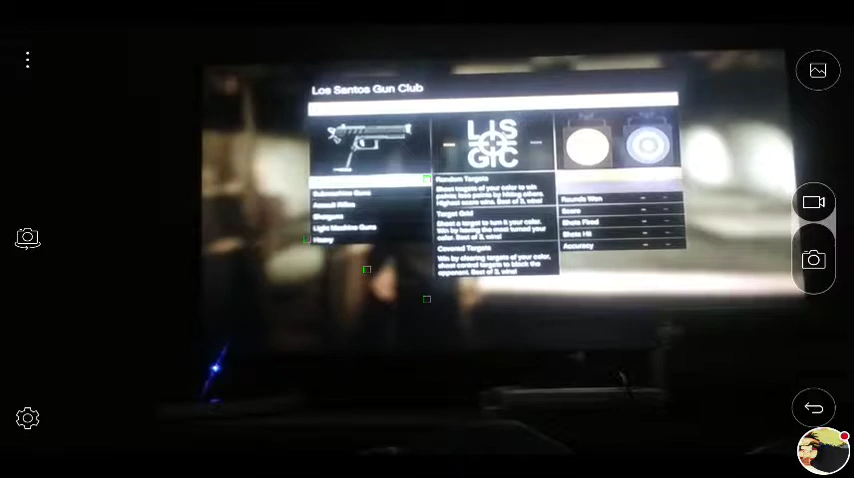 Los Santos Gun Club
LS
GIC
Submachine Guns
Assault Rifles
Shotguns
Light Machine Guns
Heavy
Random Targets
Shoot targets of your color to win
points; lose points by hitting others.
Highest score wins. Best of 3, wins!
Target Grid
Shoot a target to turn it your color.
Win by having the most turned your
color. Best of 3, wins!
Covered Targets
Win by clearing targets of your color,
shoot control targets to block the
opponent. Best of 3, wins!
Rounds Won - -
Score - -
Shots Fired - -
Shots Hit - -
Accuracy - -